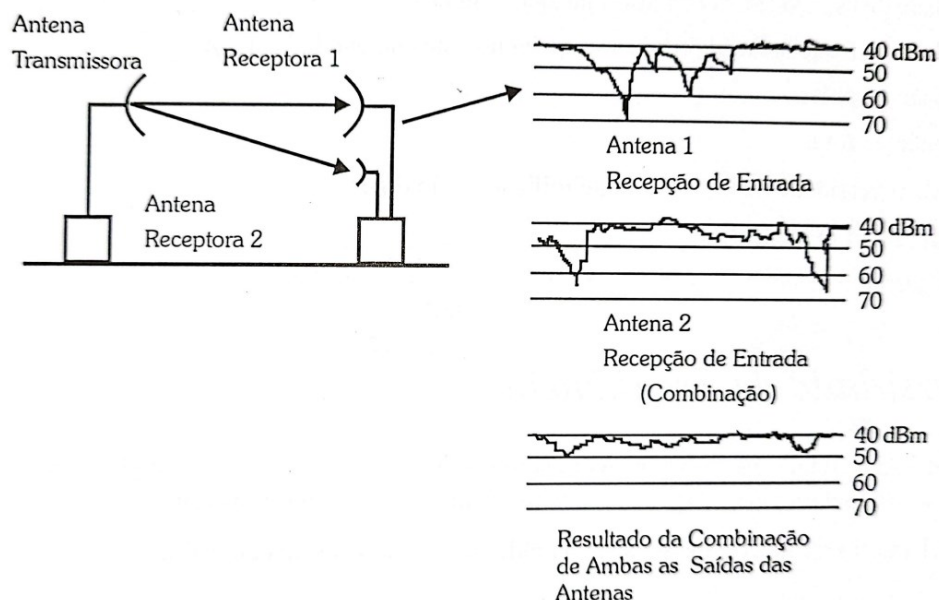 Antena
Transmissora
Antena
Receptora 1
Antena
Receptora 2
40 dBm
50
60
70
Antena 1
Recepção de Entrada
40 dBm
50
60
70
Antena 2
Recepção de Entrada
(Combinação)
40 dBm
50
60
70
Resultado da Combinação
de Ambas as Saídas das
Antenas